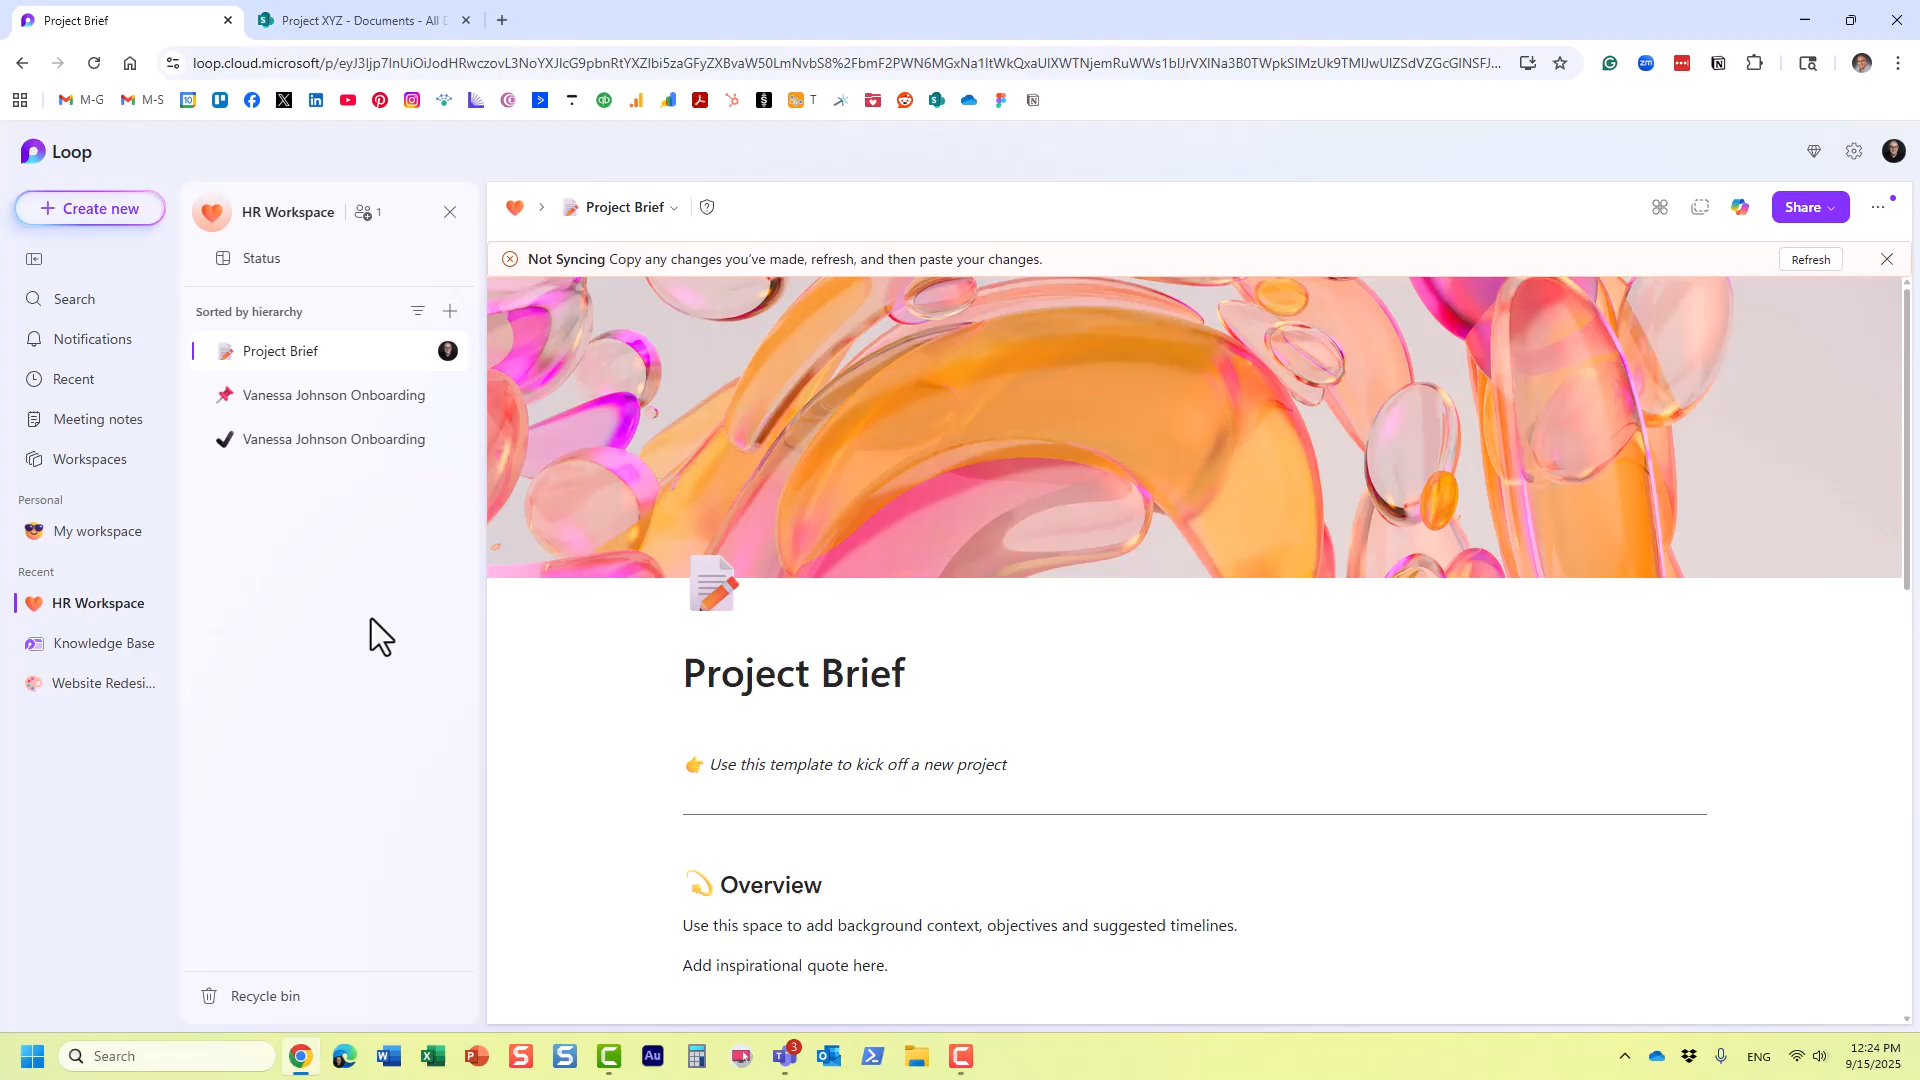 Project Brief
Project XYZ - Documents - All
loop.cloud.microsoft/p/
M-G
M-S
T
Loop
Create new
HR Workspace
1
Status
Sorted by hierarchy
Project Brief
Vanessa Johnson Onboarding
Vanessa Johnson Onboarding
Recycle bin
Search
Notifications
Recent
Meeting notes
Workspaces
Personal
My workspace
Recent
HR Workspace
Knowledge Base
Website Redesi...
Project Brief
Share
Not Syncing Copy any changes you've made, refresh, and then paste your changes.
Refresh
Project Brief
Use this template to kick off a new project
Overview
Use this space to add background context, objectives and suggested timelines.
Add inspirational quote here.
Search
3
ENG
12:24 PM
9/15/2025